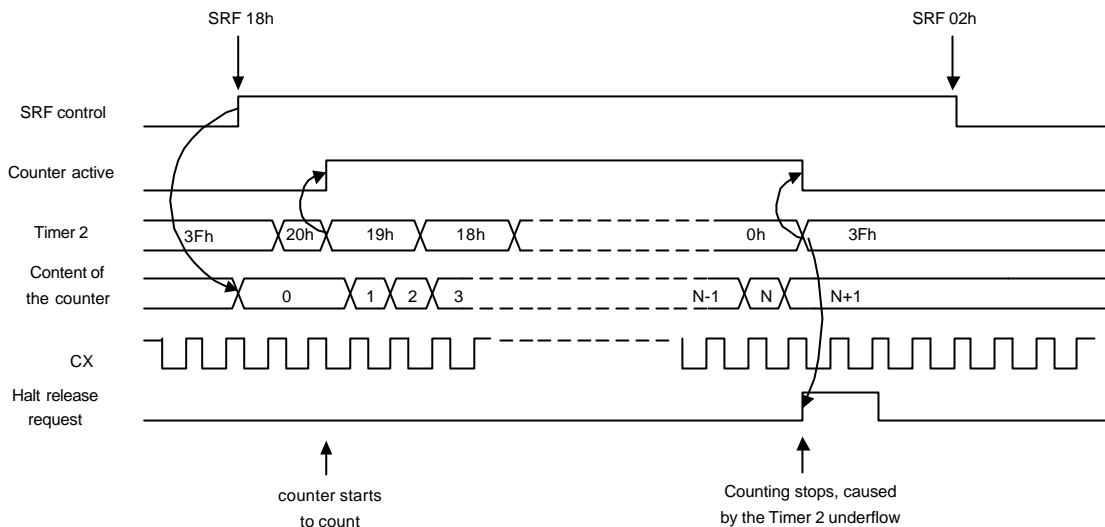 SRF 18h
SRF 02h
SRF control
Counter active
Timer 2
3Fh
20h
19h
18h
0h
3Fh
Content of
the counter
0
1
2
3
N-1
N
N+1
CX
Halt release
request
counter starts
to count
Counting stops, caused
by the Timer 2 underflow